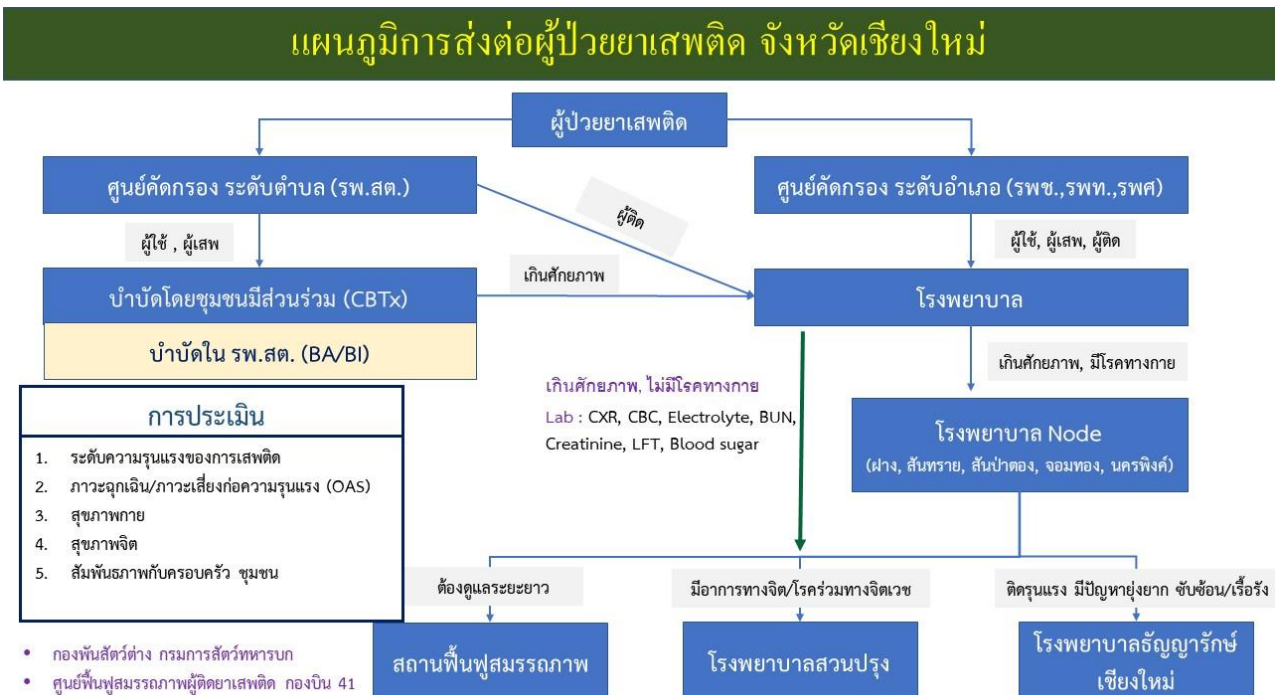 แผนภูมิการส่งต่อผู้ป่วยยาเสพติด จังหวัดเชียงใหม่
ผู้ป่วยยาเสพติด
ศูนย์คัดกรอง ระดับตำบล (รพ.สต.)
ศูนย์คัดกรอง ระดับอำเภอ (รพช.,รพท.,รพศ)
ผู้ติด
ผู้ใช้ , ผู้เสพ
ผู้ใช้, ผู้เสพ, ผู้ติด
เกินศักยภาพ
บำบัดโดยชุมชนมีส่วนร่วม (CBTx)
โรงพยาบาล
บำบัดใน รพ.สต. (BA/BI)
เกินศักยภาพ, มีโรคทางกาย
เกินศักยภาพ, ไม่มีโรคทางกาย
Lab : CXR, CBC, Electrolyte, BUN,
Creatinine, LFT, Blood sugar
การประเมิน
1. ระดับความรุนแรงของการเสพติด
2. ภาวะฉุกเฉิน/ภาวะเสี่ยงก่อความรุนแรง (OAS)
3. สุขภาพกาย
4. สุขภาพจิต
5. สัมพันธภาพกับครอบครัว ชุมชน
โรงพยาบาล Node
(ฝาง, สันทราย, สันป่าตอง, จอมทอง, นครพิงค์)
ต้องดูแลระยะยาว
มีอาการทางจิต/โรคร่วมทางจิตเวช
ติดรุนแรง มีปัญหายุ่งยาก ซับซ้อน/เรื้อรัง
สถานฟื้นฟูสมรรถภาพ
โรงพยาบาลสวนปรุง
โรงพยาบาลธัญญารักษ์
เชียงใหม่
• กองพันสัตว์ต่าง กรมการสัตว์ทหารบก
• ศูนย์ฟื้นฟูสมรรถภาพผู้ติดยาเสพติด กองบิน 41